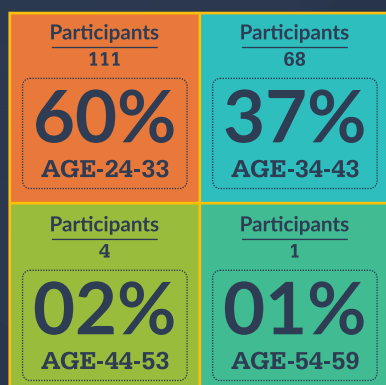 Participants
111
60%
AGE-24-33
Participants
68
37%
AGE-34-43
Participants
4
02%
AGE-44-53
Participants
1
01%
AGE-54-59